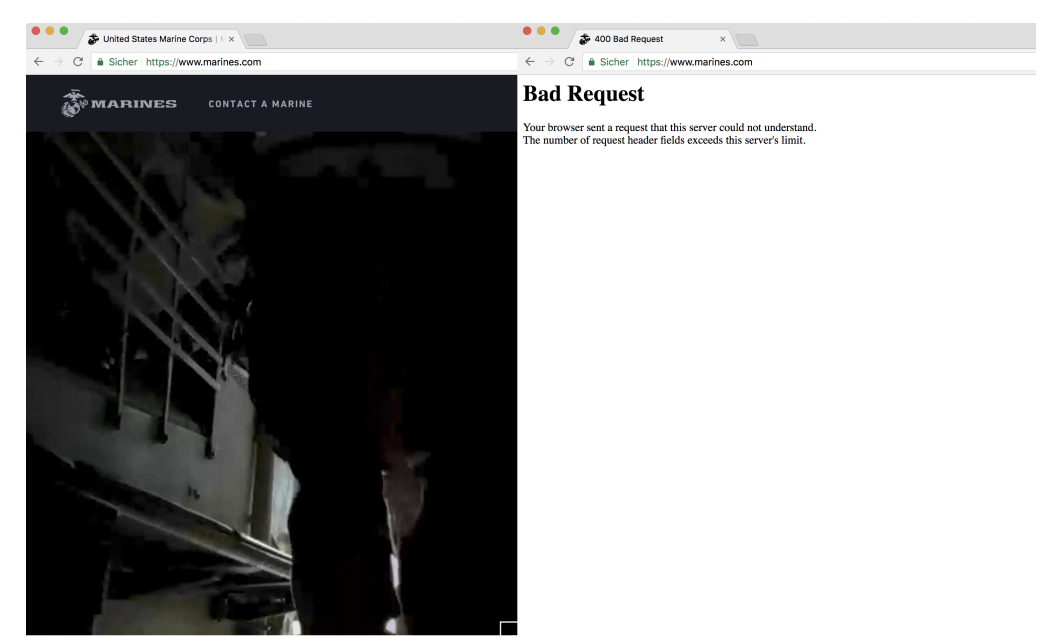 United States Marine Corps |
Sicher https://www.marines.com
MARINES
CONTACT A MARINE
400 Bad Request
Sicher https://www.marines.com
Bad Request
Your browser sent a request that this server could not understand.
The number of request header fields exceeds this server's limit.